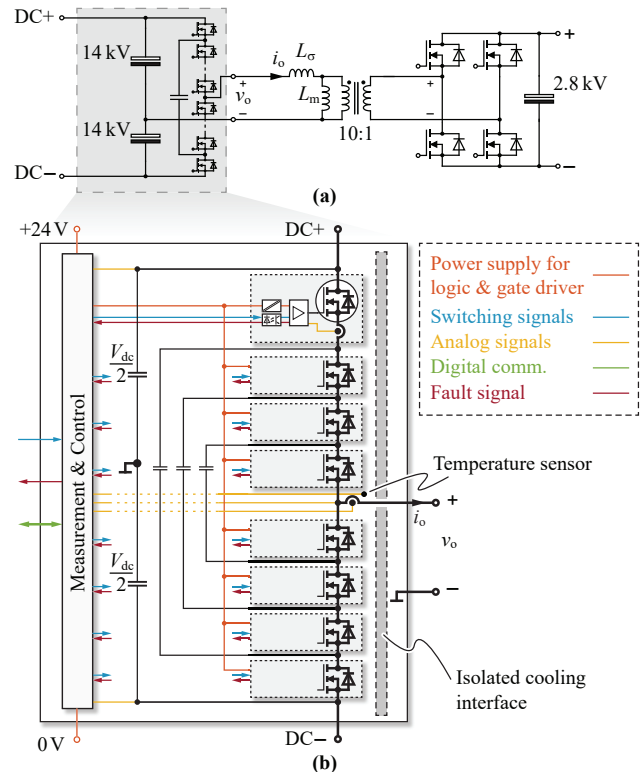 DC+
14 kV
14 kV
DC−
+
v_o
−
i_o
L_σ
L_m
10:1
+
−
+
2.8 kV
−
(a)
+24 V
DC+
Measurement & Control
V_dc
2
V_dc
2
Power supply for
logic & gate driver
Switching signals
Analog signals
Digital comm.
Fault signal
Temperature sensor
+
i_o
v_o
−
Isolated cooling
interface
0 V
DC−
(b)